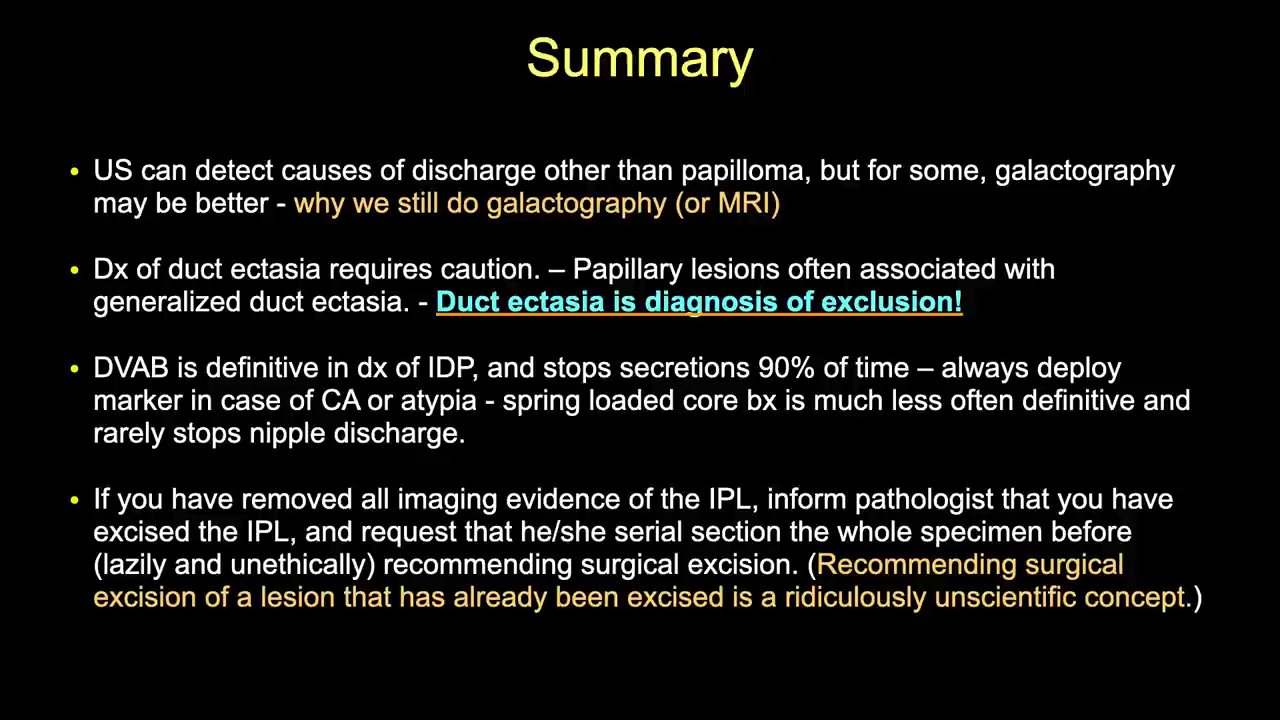 Summary
• US can detect causes of discharge other than papilloma, but for some, galactography
may be better - why we still do galactography (or MRI)
• Dx of duct ectasia requires caution. – Papillary lesions often associated with
generalized duct ectasia. - Duct ectasia is diagnosis of exclusion!
• DVAB is definitive in dx of IDP, and stops secretions 90% of time – always deploy
marker in case of CA or atypia - spring loaded core bx is much less often definitive and
rarely stops nipple discharge.
• If you have removed all imaging evidence of the IPL, inform pathologist that you have
excised the IPL, and request that he/she serial section the whole specimen before
(lazily and unethically) recommending surgical excision. (Recommending surgical
excision of a lesion that has already been excised is a ridiculously unscientific concept.)